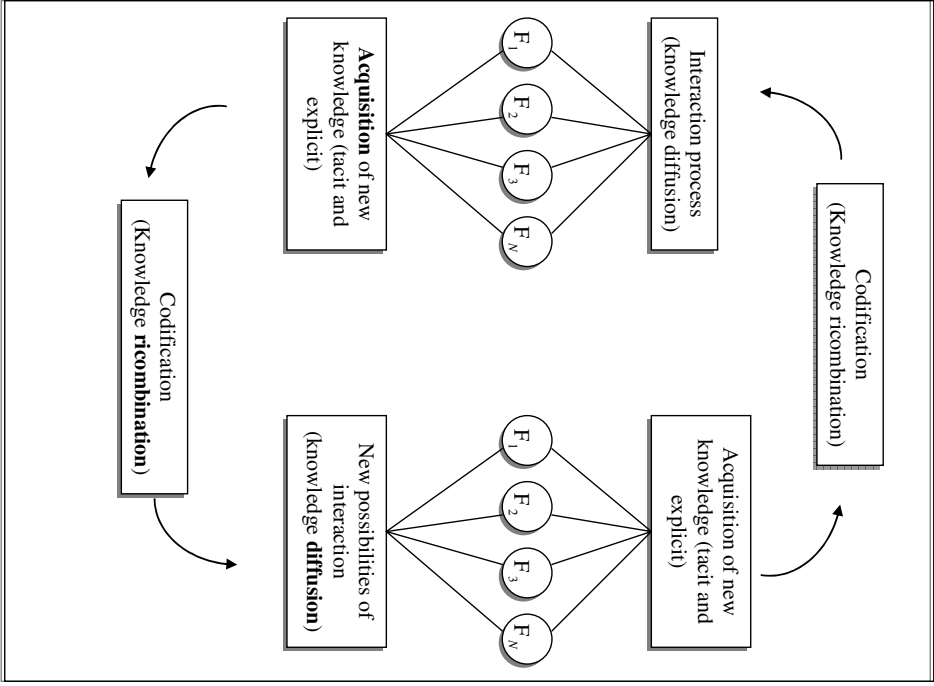 Codification
(Knowledge ricombination)
Interaction process
(knowledge diffusion)
Acquisition of new
knowledge (tacit and
explicit)
F1 F2 F3 FN
F1 F2 F3 FN
Acquisition of new
knowledge (tacit and
explicit)
New possibilities of
interaction
(knowledge diffusion)
Codification
(Knowledge ricombination)